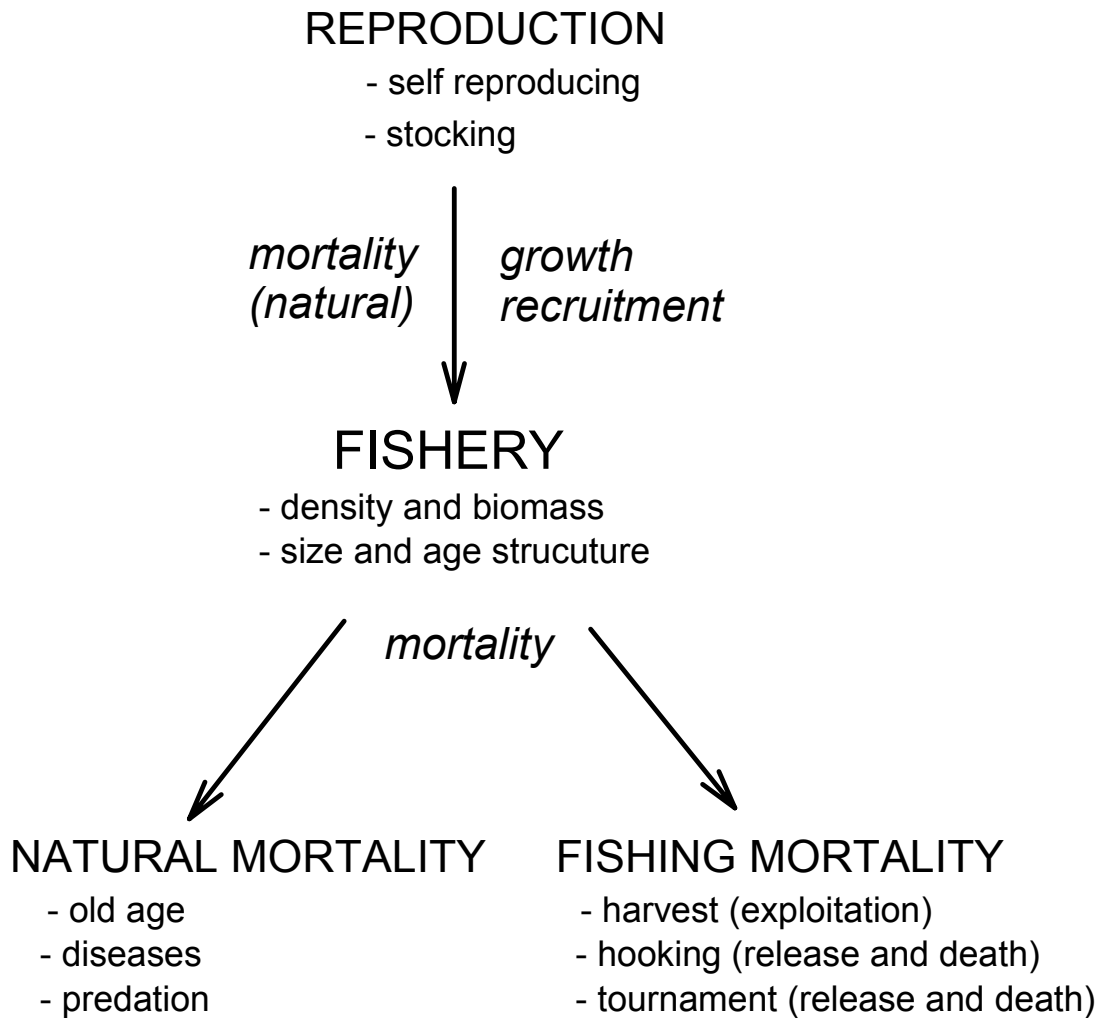 REPRODUCTION
- self reproducing
- stocking
mortality
(natural)
growth
recruitment
FISHERY
- density and biomass
- size and age strucuture
mortality
NATURAL MORTALITY
- old age
- diseases
- predation
FISHING MORTALITY
- harvest (exploitation)
- hooking (release and death)
- tournament (release and death)